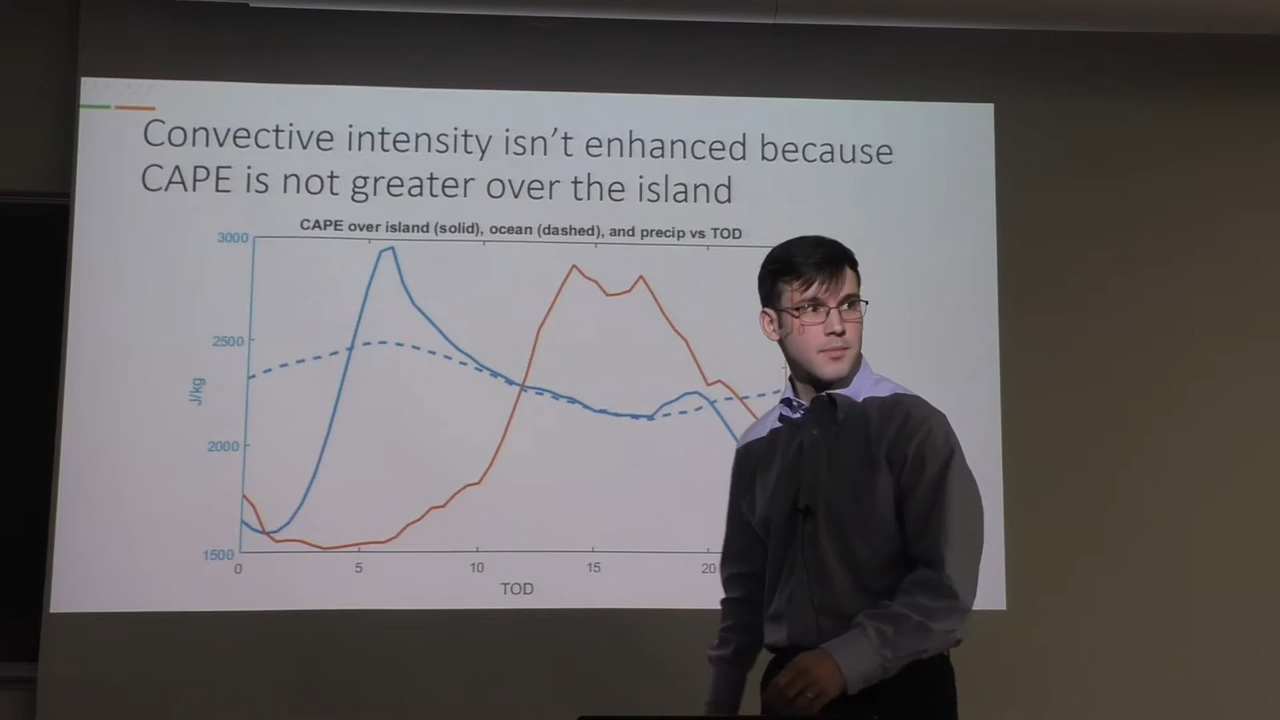 Convective intensity isn't enhanced because
CAPE is not greater over the island
CAPE over island (solid), ocean (dashed), and precip vs TOD
3000
2500
2000
1500
J/kg
0 5 10 15 20
TOD